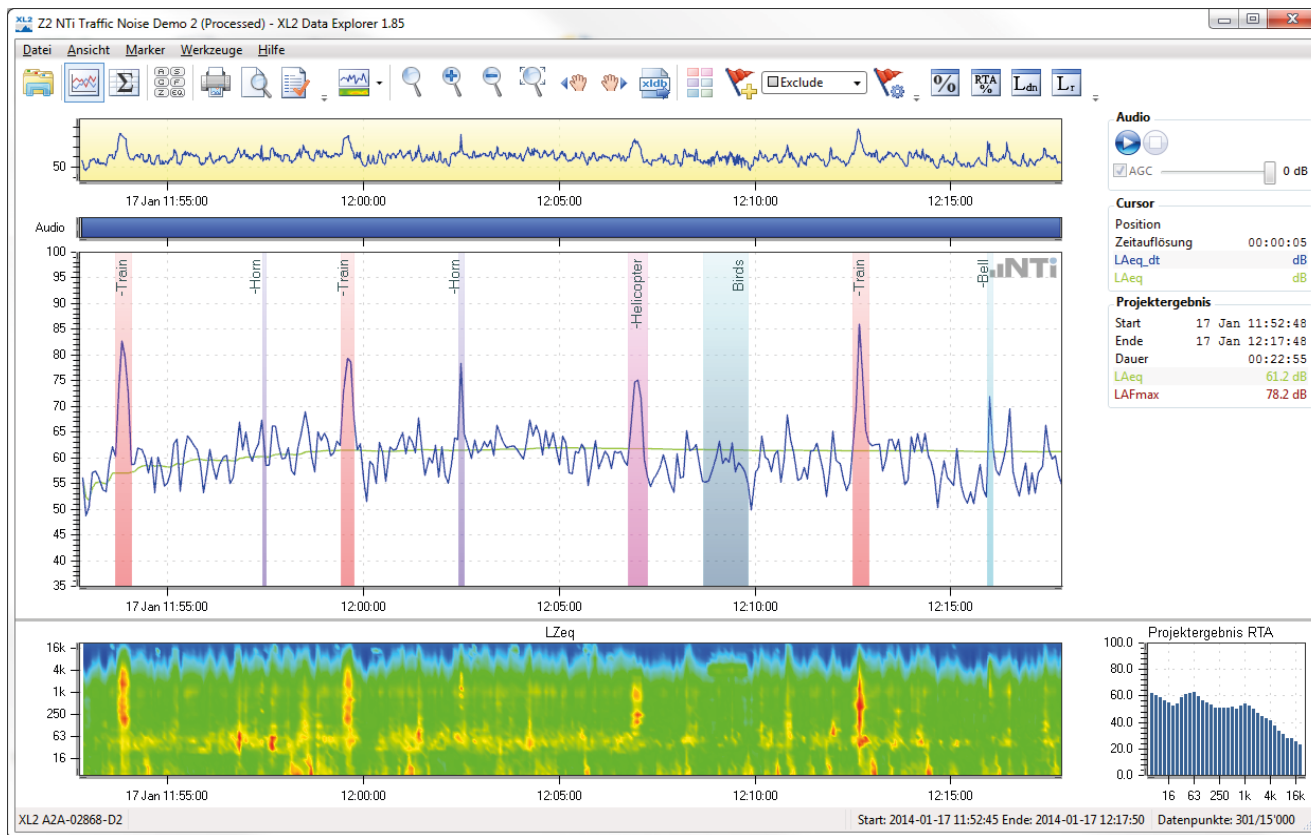 Z2 NTi Traffic Noise Demo 2 (Processed) - XL2 Data Explorer 1.85
Datei Ansicht Marker Werkzeuge Hilfe
A S
C F
Z EQ
xldb
Exclude
%
RTA %
Ldn
Lr
50
17 Jan 11:55:00 12:00:00 12:05:00 12:10:00 12:15:00
Audio
AGC 0 dB
Cursor
Position
Zeitauflösung 00:00:05
LAeq_dt dB
LAeq dB
Projektergebnis
Start 17 Jan 11:52:48
Ende 17 Jan 12:17:48
Dauer 00:22:55
LAeq 61.2 dB
LAFmax 78.2 dB
Audio
100
95
90
85
80
75
70
65
60
55
50
45
40
35
-Train
-Horn
-Train
-Horn
-Helicopter
Birds
-Train
-Bell
NTi
17 Jan 11:55:00 12:00:00 12:05:00 12:10:00 12:15:00
LZeq
16k
4k
1k
250
63
16
17 Jan 11:55:00 12:00:00 12:05:00 12:10:00 12:15:00
Projektergebnis RTA
100.0
80.0
60.0
40.0
20.0
0.0
16 63 250 1k 4k 16k
XL2 A2A-02868-D2 Start: 2014-01-17 11:52:45 Ende: 2014-01-17 12:17:50 Datenpunkte: 301/15'000